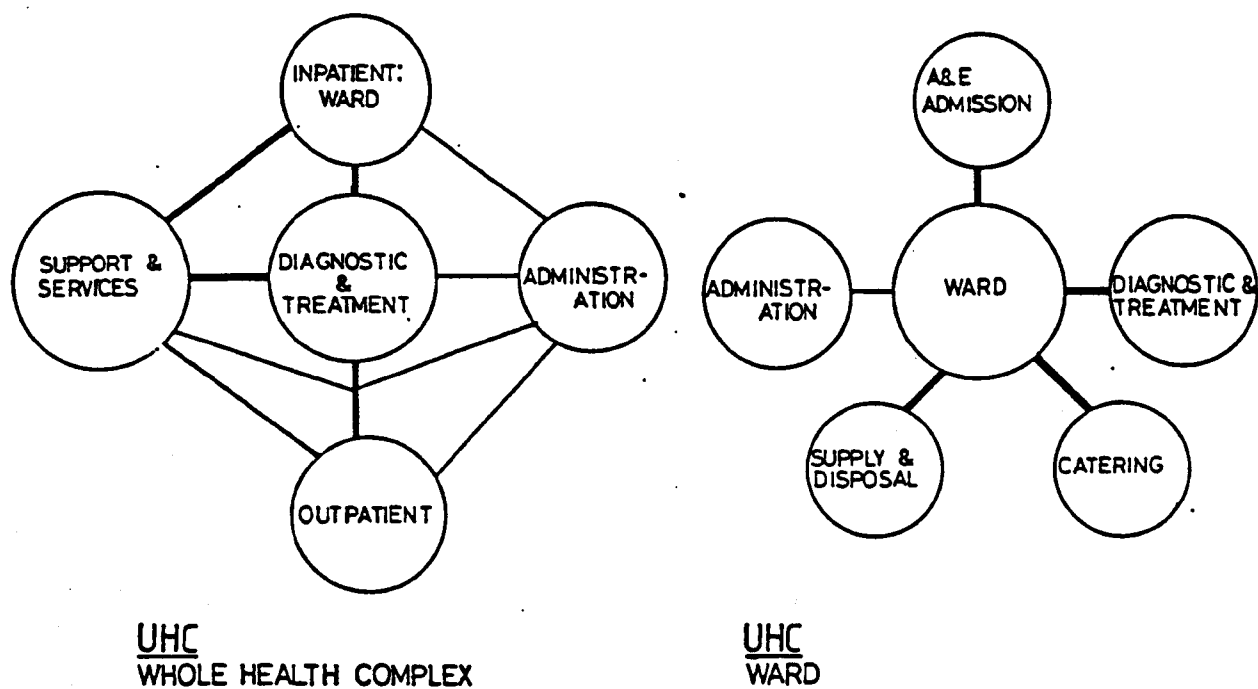 INPATIENT:
WARD
SUPPORT &
SERVICES
DIAGNOSTIC
&
TREATMENT
ADMINISTR-
ATION
OUTPATIENT
UHC
WHOLE HEALTH COMPLEX
A&E
ADMISSION
ADMINISTR-
ATION
WARD
DIAGNOSTIC &
TREATMENT
SUPPLY &
DISPOSAL
CATERING
UHC
WARD